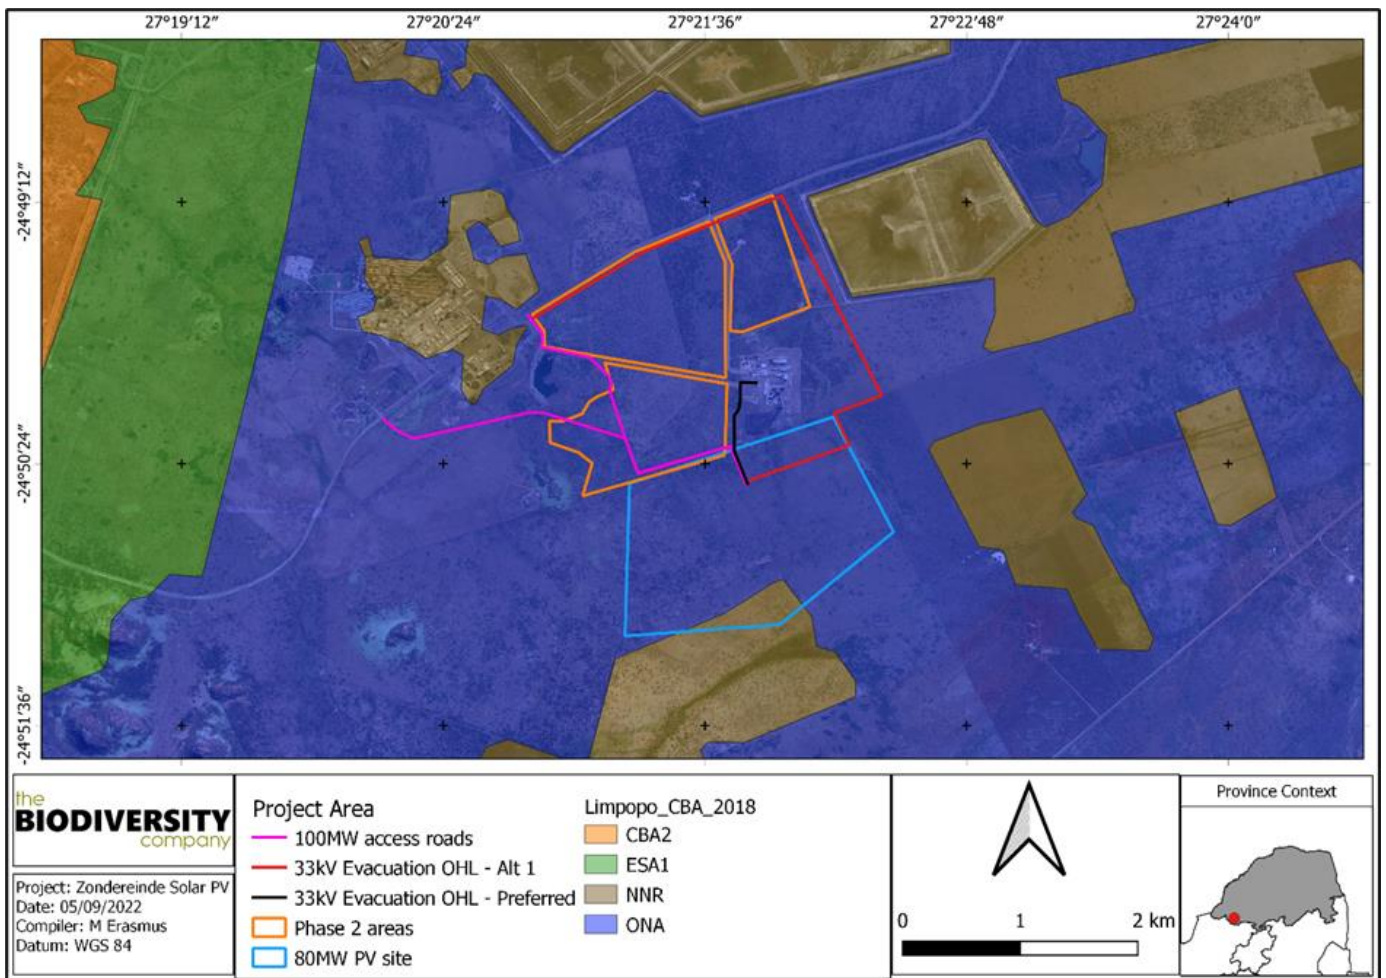 27°19'12"
27°20'24"
27°21'36"
27°22'48"
27°24'0"
-24°49'12"
-24°50'24"
-24°51'36"
the
BIODIVERSITY
company
Project: Zondereinde Solar PV
Date: 05/09/2022
Compiler: M Erasmus
Datum: WGS 84
Project Area
100MW access roads
33kV Evacuation OHL - Alt 1
33kV Evacuation OHL - Preferred
Phase 2 areas
80MW PV site
Limpopo_CBA_2018
CBA2
ESA1
NNR
ONA
0 1 2 km
Province Context